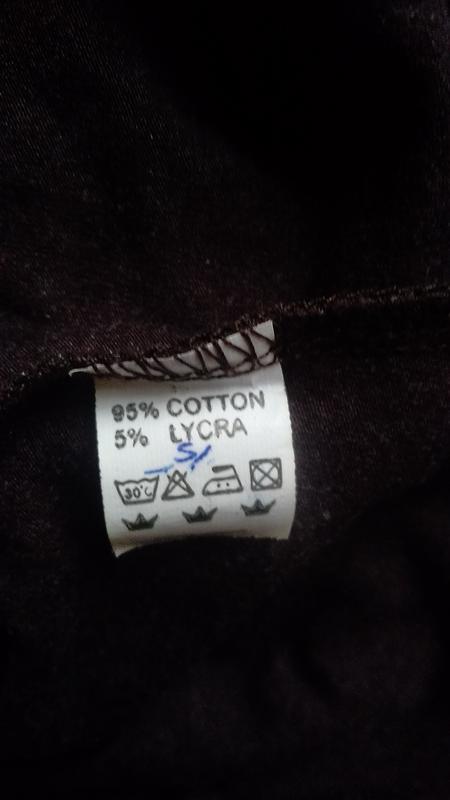 95% COTTON
5% LYCRA
S/
30°C